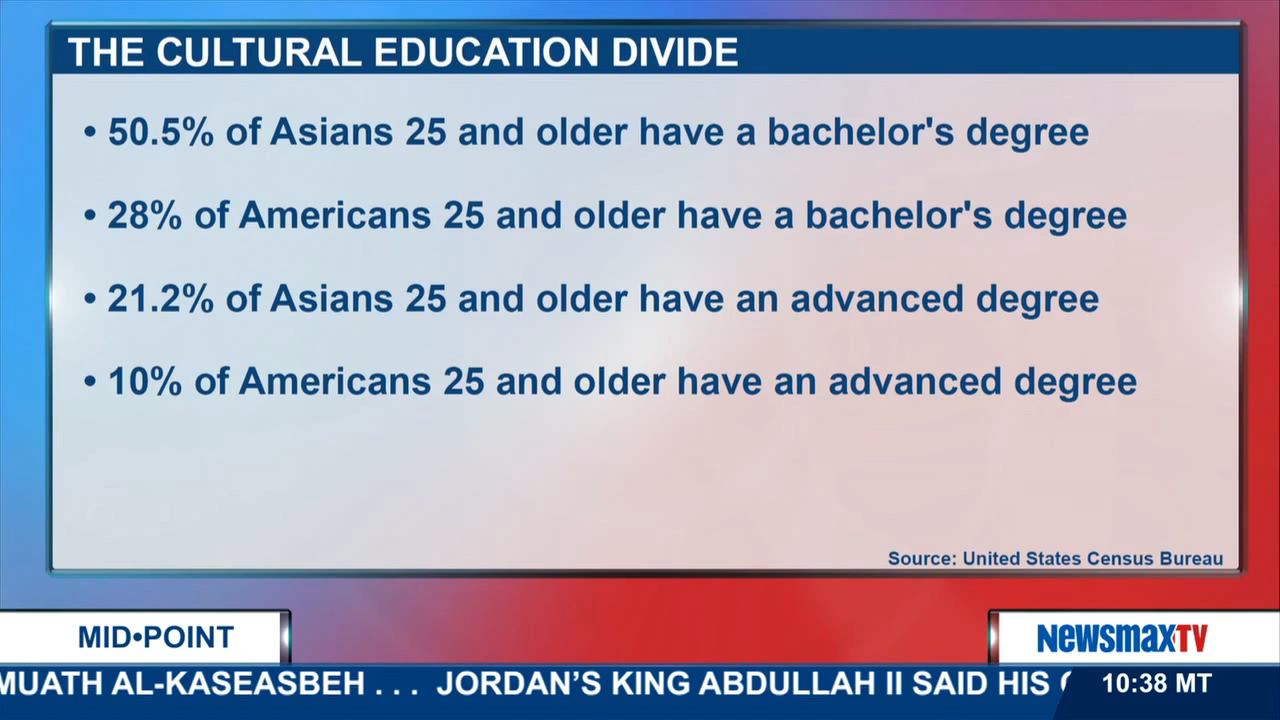 THE CULTURAL EDUCATION DIVIDE
• 50.5% of Asians 25 and older have a bachelor's degree
• 28% of Americans 25 and older have a bachelor's degree
• 21.2% of Asians 25 and older have an advanced degree
• 10% of Americans 25 and older have an advanced degree
Source: United States Census Bureau
MID•POINT
NEWSMAXTV
MUATH AL-KASEASBEH . . . JORDAN’S KING ABDULLAH II SAID HIS
10:38 MT